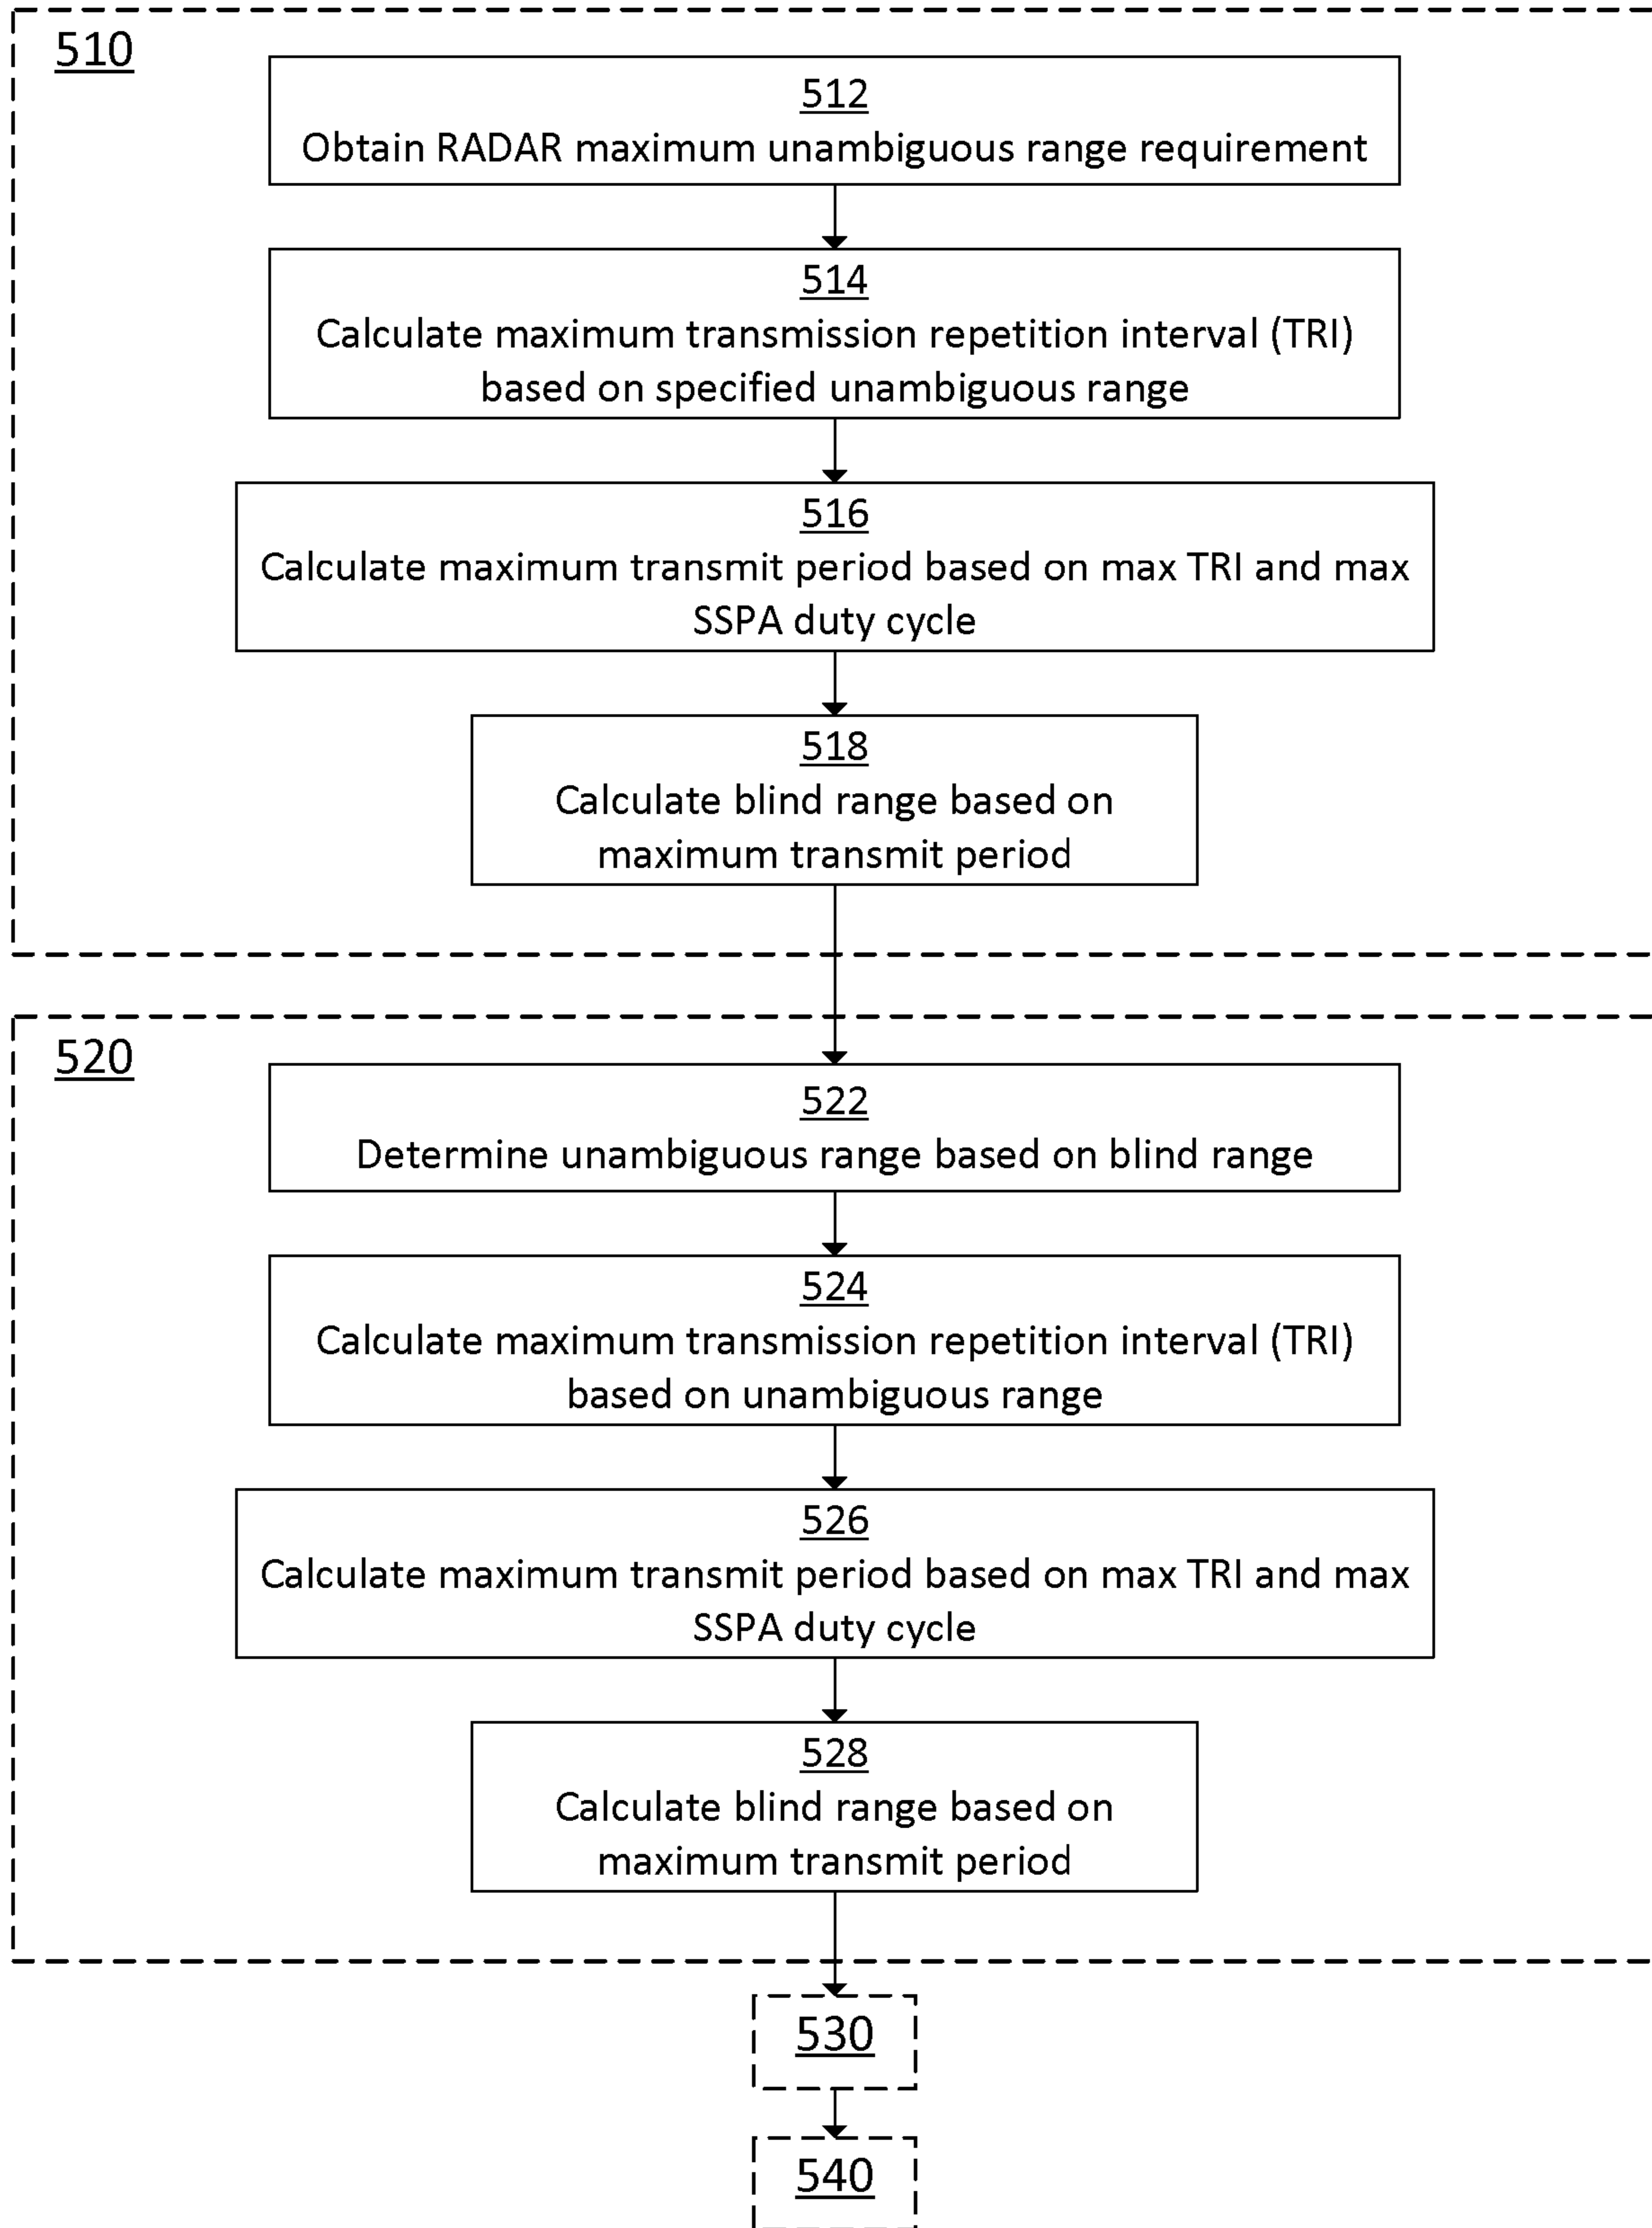 510
512
Obtain RADAR maximum unambiguous range requirement
514
Calculate maximum transmission repetition interval (TRI)
based on specified unambiguous range
516
Calculate maximum transmit period based on max TRI and max
SSPA duty cycle
518
Calculate blind range based on
maximum transmit period
520
522
Determine unambiguous range based on blind range
524
Calculate maximum transmission repetition interval (TRI)
based on unambiguous range
526
Calculate maximum transmit period based on max TRI and max
SSPA duty cycle
528
Calculate blind range based on
maximum transmit period
530
540